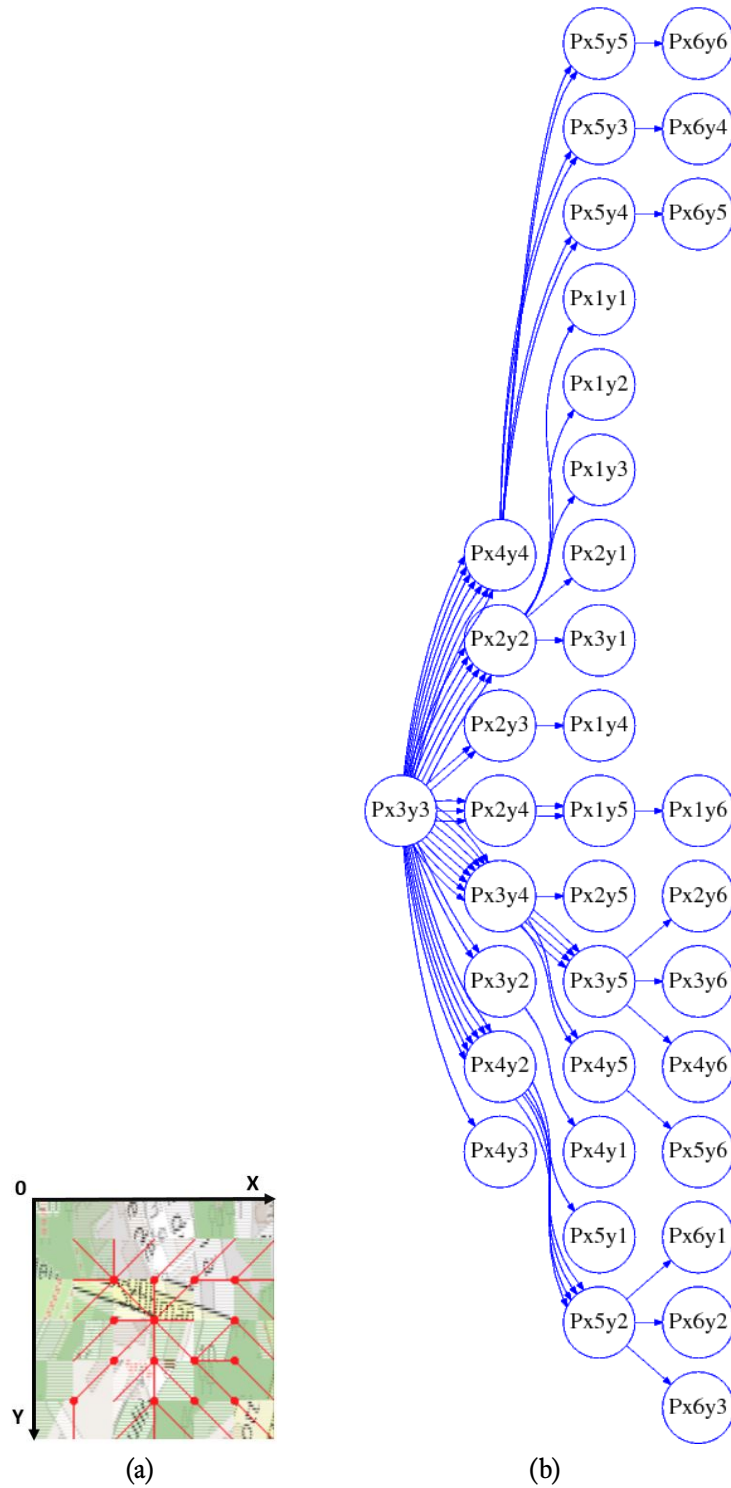 Px5y5 Px6y6
Px5y3 Px6y4
Px5y4 Px6y5
Px1y1
Px1y2
Px1y3
Px4y4 Px2y1
Px2y2 Px3y1
Px2y3 Px1y4
Px3y3 Px2y4 Px1y5 Px1y6
Px3y4 Px2y5 Px2y6
Px3y2 Px3y5 Px3y6
Px4y2 Px4y5 Px4y6
Px4y3 Px4y1 Px5y6
Px5y1 Px6y1
Px5y2 Px6y2
Px6y3
0 X
Y
(a) (b)